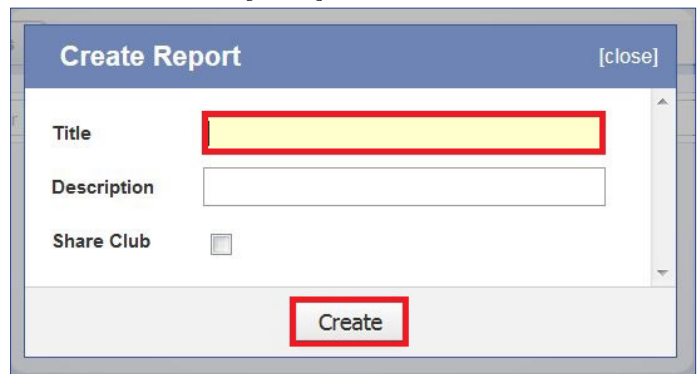 Create Report [close]
Title
Description
Share Club
Create